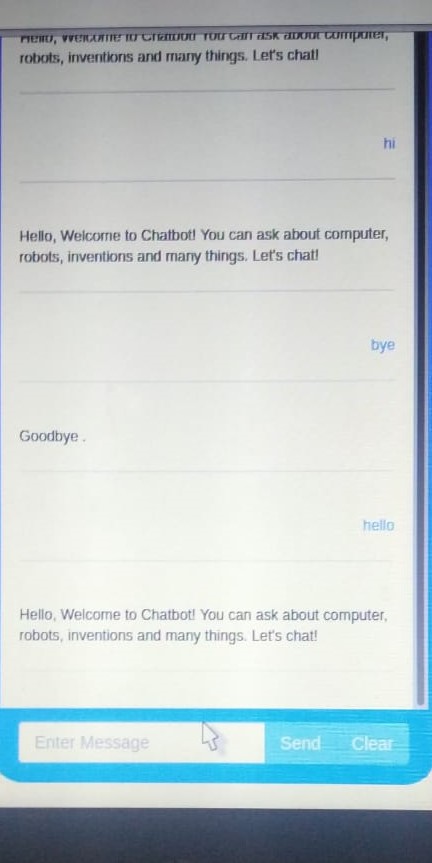 Hello, Welcome to Chatbot! You can ask about computer,
robots, inventions and many things. Let's chat!
hi
Hello, Welcome to Chatbot! You can ask about computer,
robots, inventions and many things. Let's chat!
bye
Goodbye .
hello
Hello, Welcome to Chatbot! You can ask about computer,
robots, inventions and many things. Let's chat!
Enter Message Send Clear